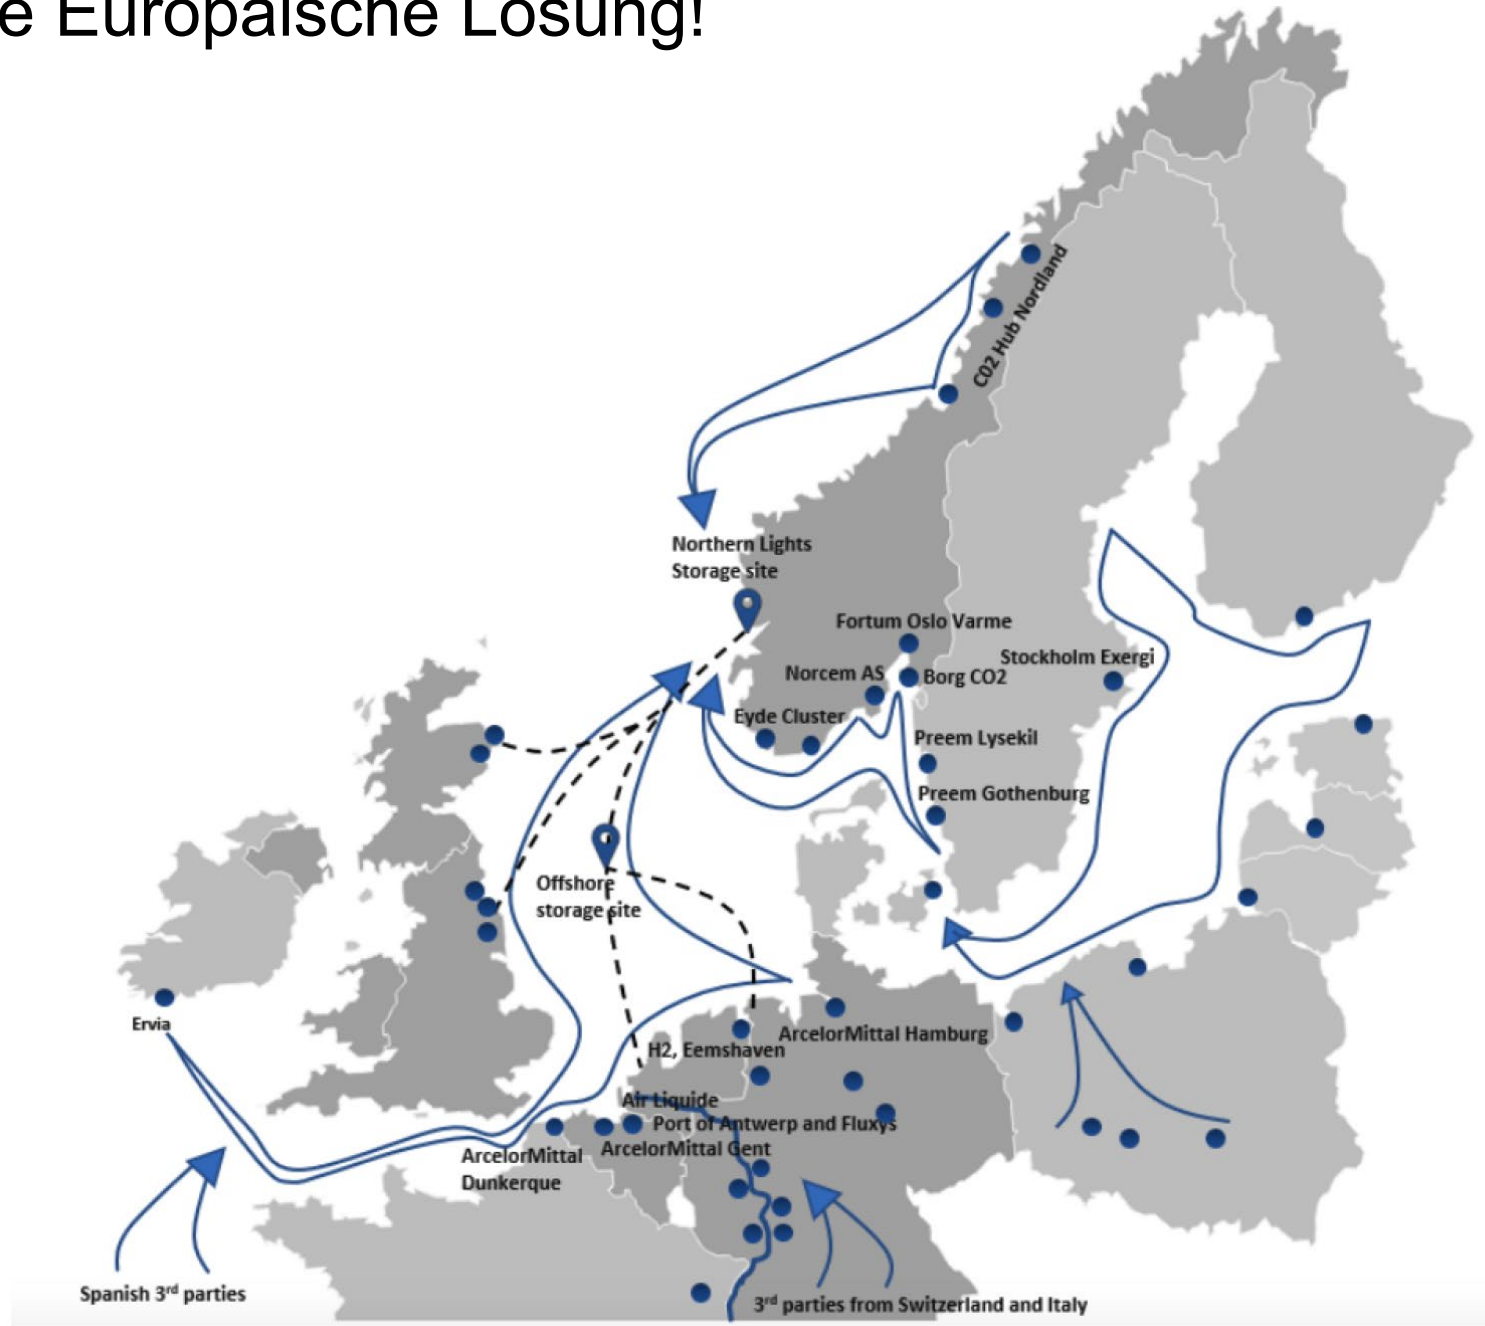 e Europäische Lösung!
C02 Hub Nordland
Northern Lights
Storage site
Fortum Oslo Varme
Stockholm Exergi
Norcem AS
Borg CO2
Eyde Cluster
Preem Lysekil
Preem Gothenburg
Offshore
storage site
Ervia
ArcelorMittal Hamburg
H2, Eemshaven
Air Liquide
Port of Antwerp and Fluxys
ArcelorMittal Gent
ArcelorMittal
Dunkerque
Spanish 3rd parties
3rd parties from Switzerland and Italy